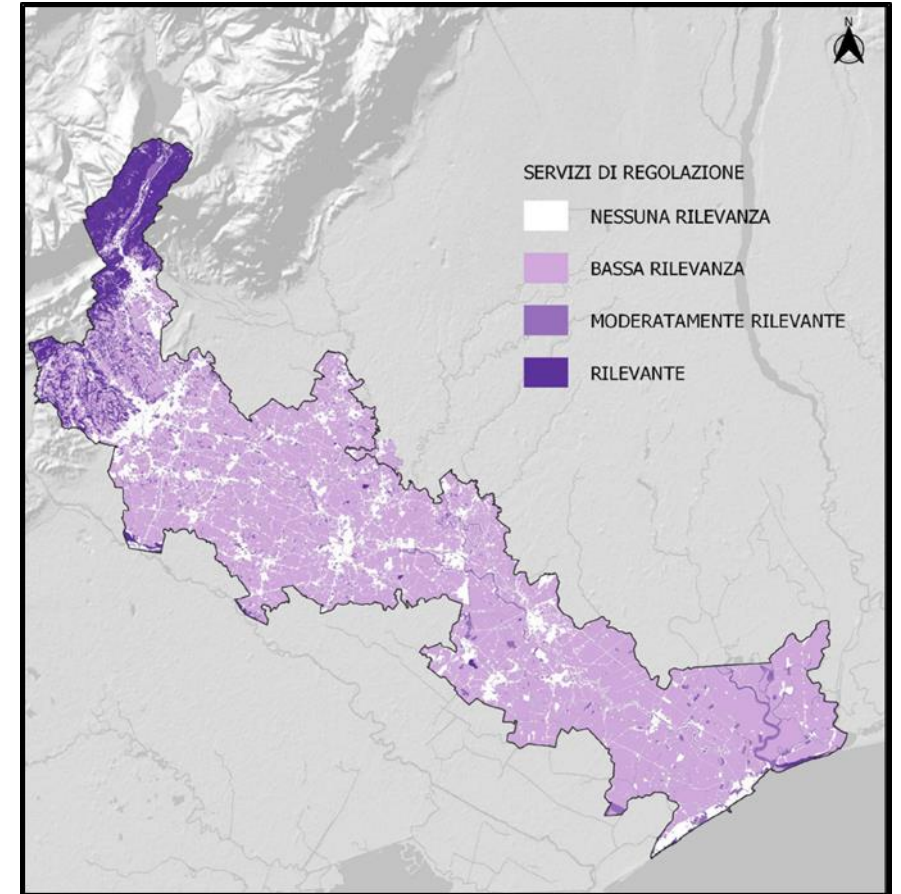 N
SERVIZI DI REGOLAZIONE
NESSUNA RILEVANZA
BASSA RILEVANZA
MODERATAMENTE RILEVANTE
RILEVANTE